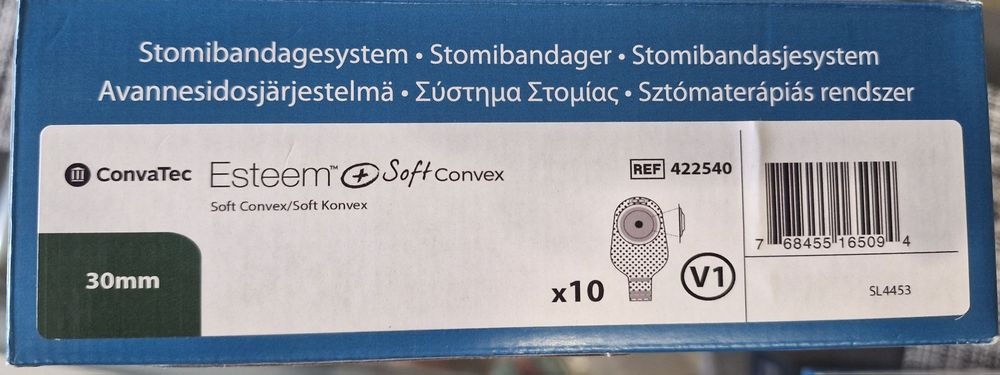 Stomibandagesystem • Stomibandager • Stomibandasjesystem
Avannesidosjärjestelmä • Σύστημα Στομίας • Sztómaterápiás rendszer
ConvaTec Esteem™ + Soft Convex
Soft Convex/Soft Konvex
REF 422540
30mm
x10
V1
7 68455 16509 4
SL4453